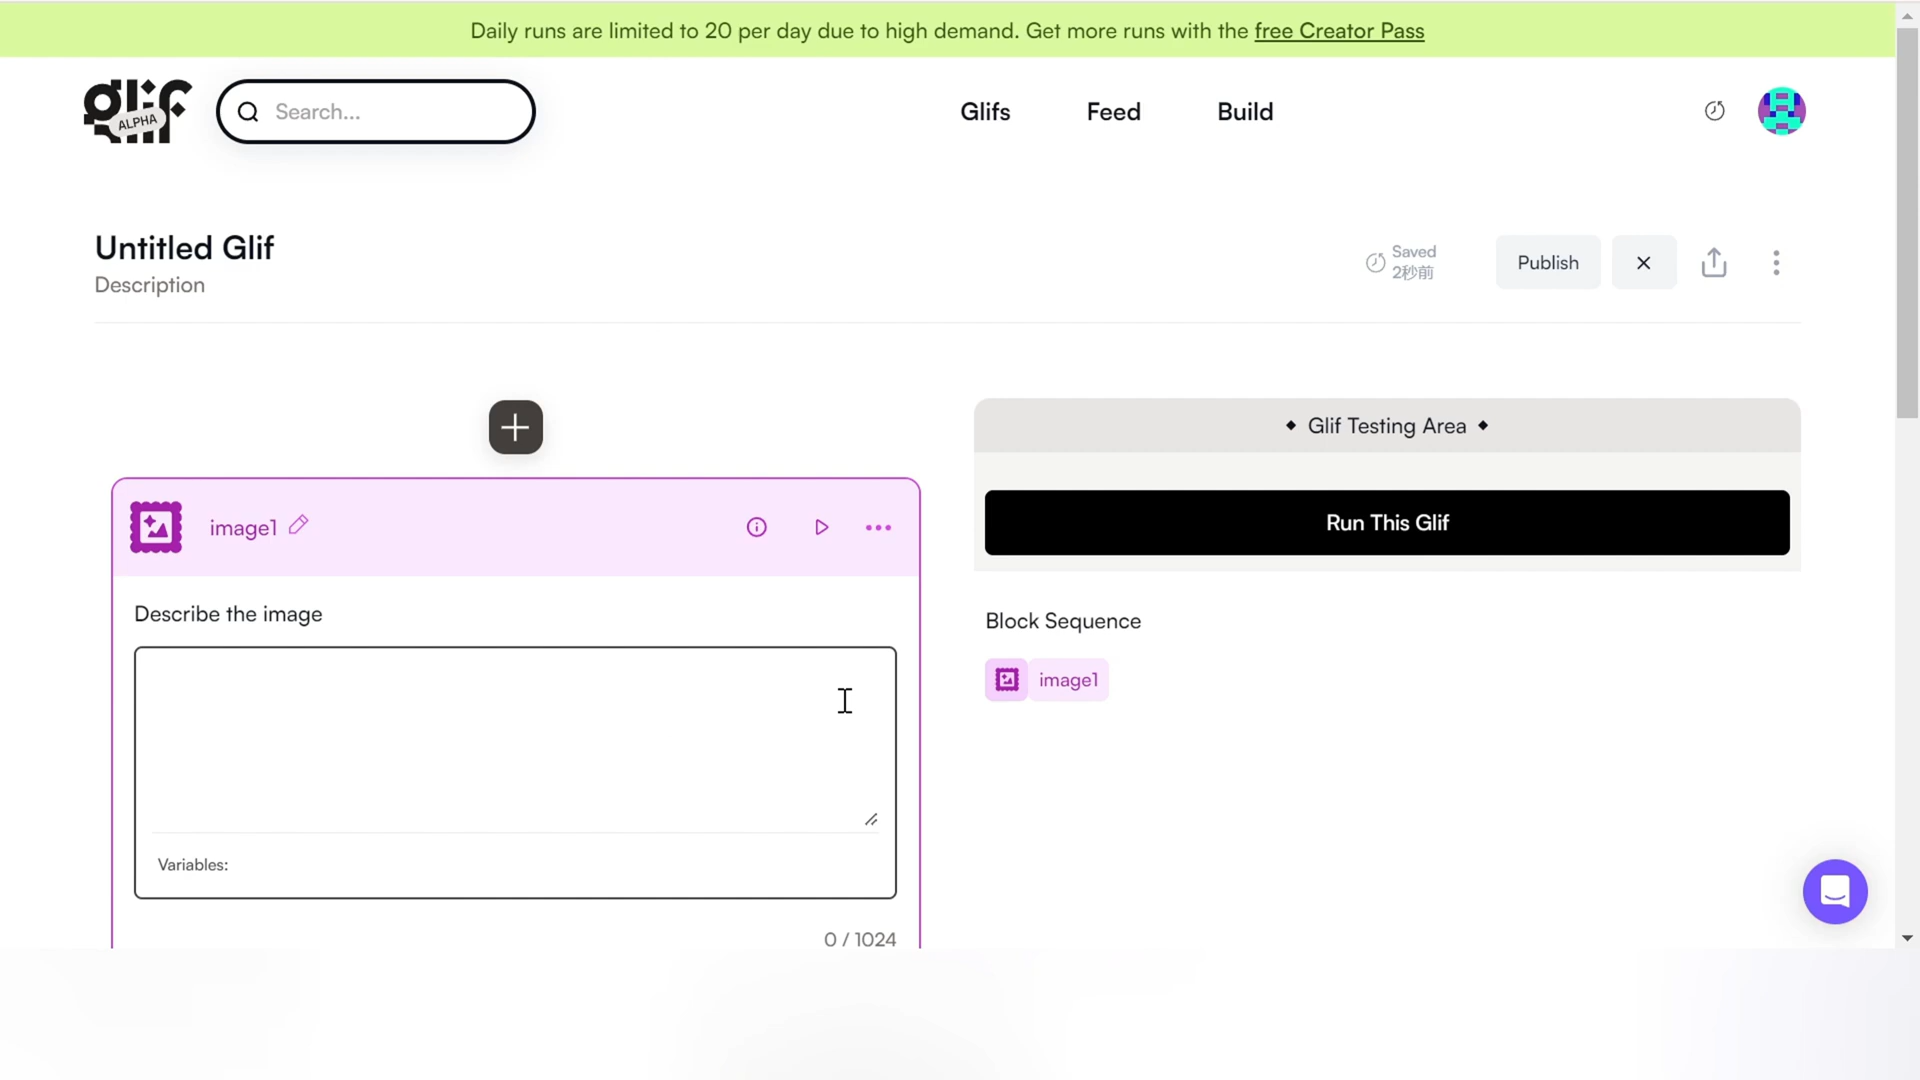 Daily runs are limited to 20 per day due to high demand. Get more runs with the free Creator Pass
glif
ALPHA
Search...
Glifs
Feed
Build
Untitled Glif
Description
Saved
2秒前
Publish
Glif Testing Area
Run This Glif
image1
Describe the image
Block Sequence
image1
Variables:
0 / 1024